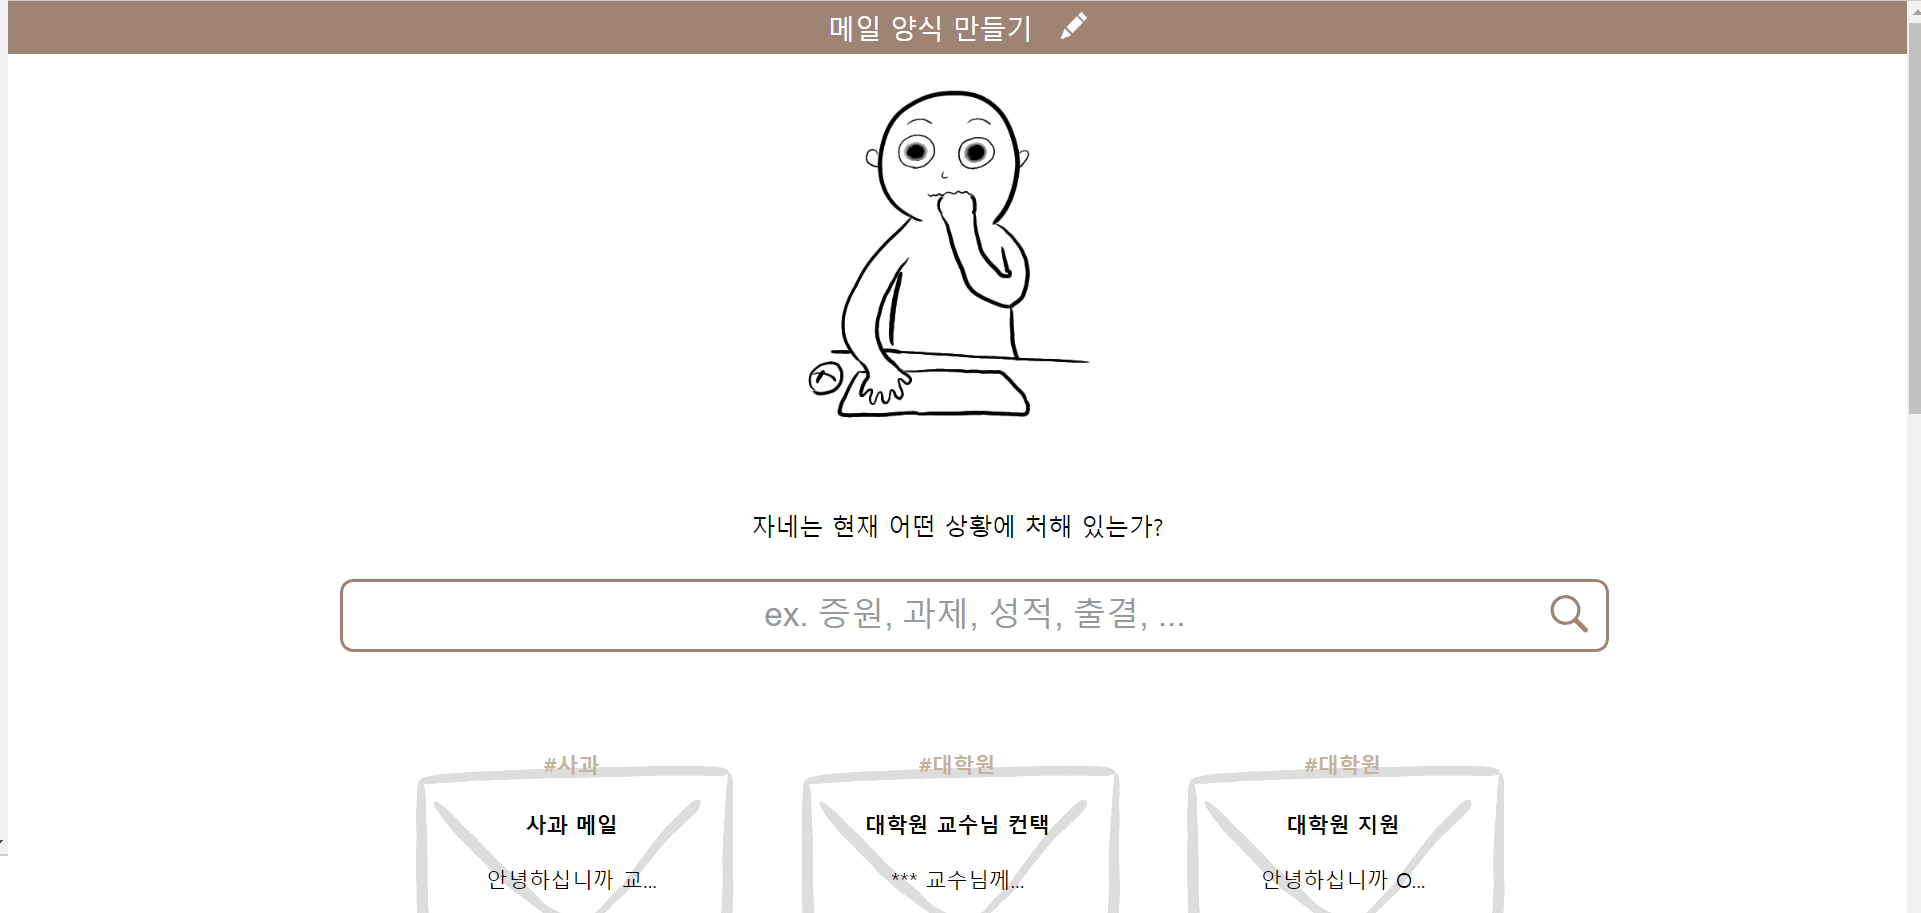 메일 양식 만들기
자네는 현재 어떤 상황에 처해 있는가?
ex. 증원, 과제, 성적, 출결, ...
#사과
사과 메일
안녕하십니까 교...
#대학원
대학원 교수님 컨택
*** 교수님께...
#대학원
대학원 지원
안녕하십니까 O...